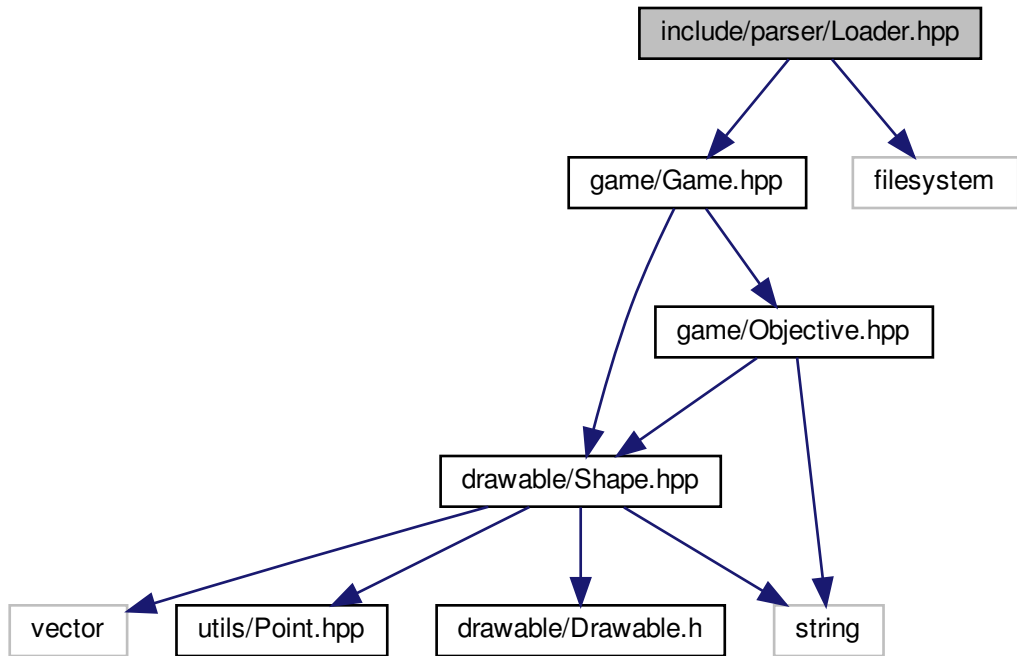 include/parser/Loader.hpp
game/Game.hpp
filesystem
game/Objective.hpp
drawable/Shape.hpp
vector
utils/Point.hpp
drawable/Drawable.h
string